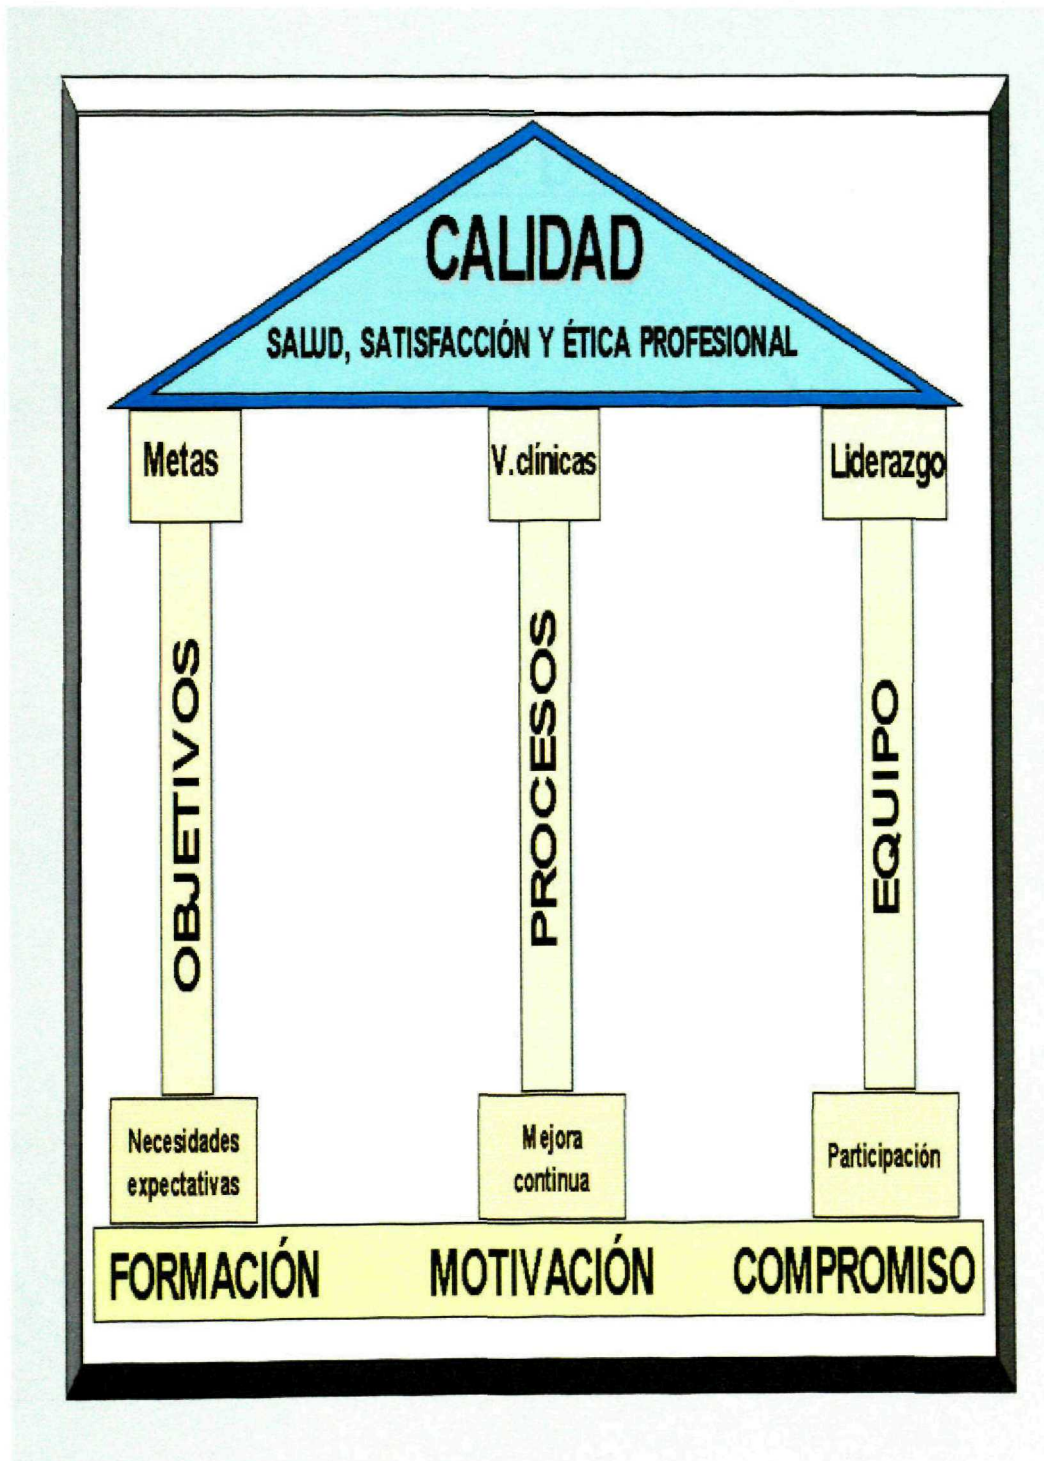 CALIDAD
SALUD, SATISFACCIÓN Y ÉTICA PROFESIONAL
Metas
V.clínicas
Liderazgo
OBJETIVOS
PROCESOS
EQUIPO
Necesidades
expectativas
Mejora
continua
Participación
FORMACIÓN MOTIVACIÓN COMPROMISO